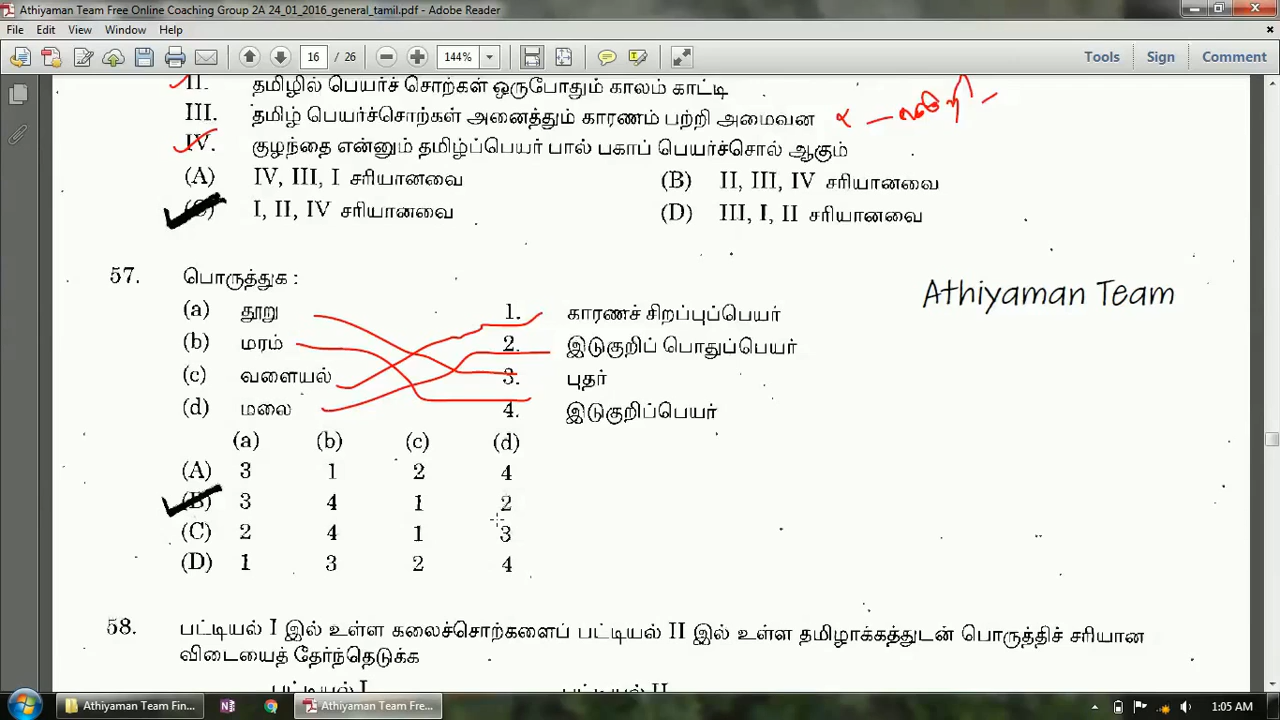 Athiyaman Team Free Online Coaching Group 2A 24_01_2016_general_tamil.pdf - Adobe Reader
File Edit View Window Help
16 / 26 144% Tools Sign Comment
II. தமிழில் பெயர்ச் சொற்கள் ஒருபோதும் காலம் காட்டி
III. தமிழ் பெயர்ச்சொற்கள் அனைத்தும் காரணம் பற்றி அமைவன
IV. குழந்தை என்னும் தமிழ்ப்பெயர் பால் பகாப் பெயர்ச்சொல் ஆகும்
(A) IV, III, I சரியானவை (B) II, III, IV சரியானவை
(C) I, II, IV சரியானவை (D) III, I, II சரியானவை
57. பொருத்துக :
Athiyaman Team
(a) தூறு 1. காரணச் சிறப்புப்பெயர்
(b) மரம் 2. இடுகுறிப் பொதுப்பெயர்
(c) வளையல் 3. புதர்
(d) மலை 4. இடுகுறிப்பெயர்
(a) (b) (c) (d)
(A) 3 1 2 4
(B) 3 4 1 2
(C) 2 4 1 3
(D) 1 3 2 4
58. பட்டியல் I இல் உள்ள கலைச்சொற்களைப் பட்டியல் II இல் உள்ள தமிழாக்கத்துடன் பொருத்திச் சரியான
விடையைத் தேர்ந்தெடுக்க
பட்டியல் I பட்டியல் II
Athiyaman Team Fin... Athiyaman Team Fre... 1:05 AM